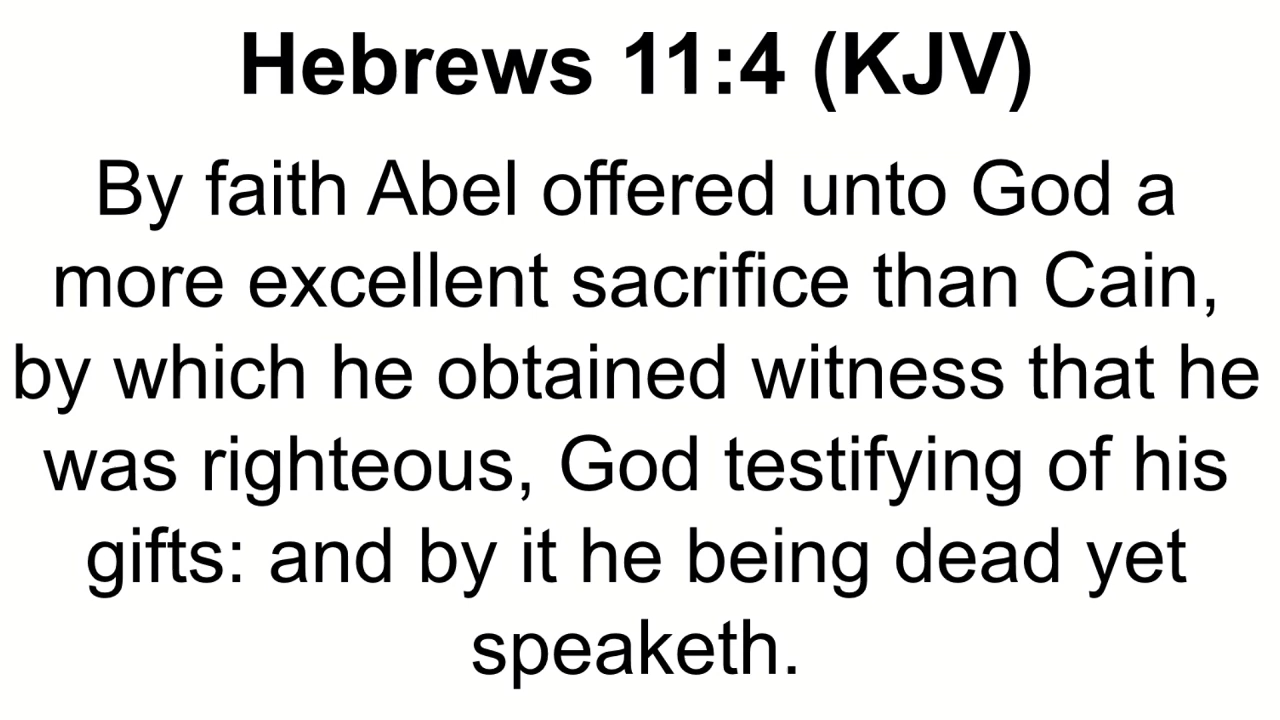 Hebrews 11:4 (KJV)
By faith Abel offered unto God a
more excellent sacrifice than Cain,
by which he obtained witness that he
was righteous, God testifying of his
gifts: and by it he being dead yet
speaketh.